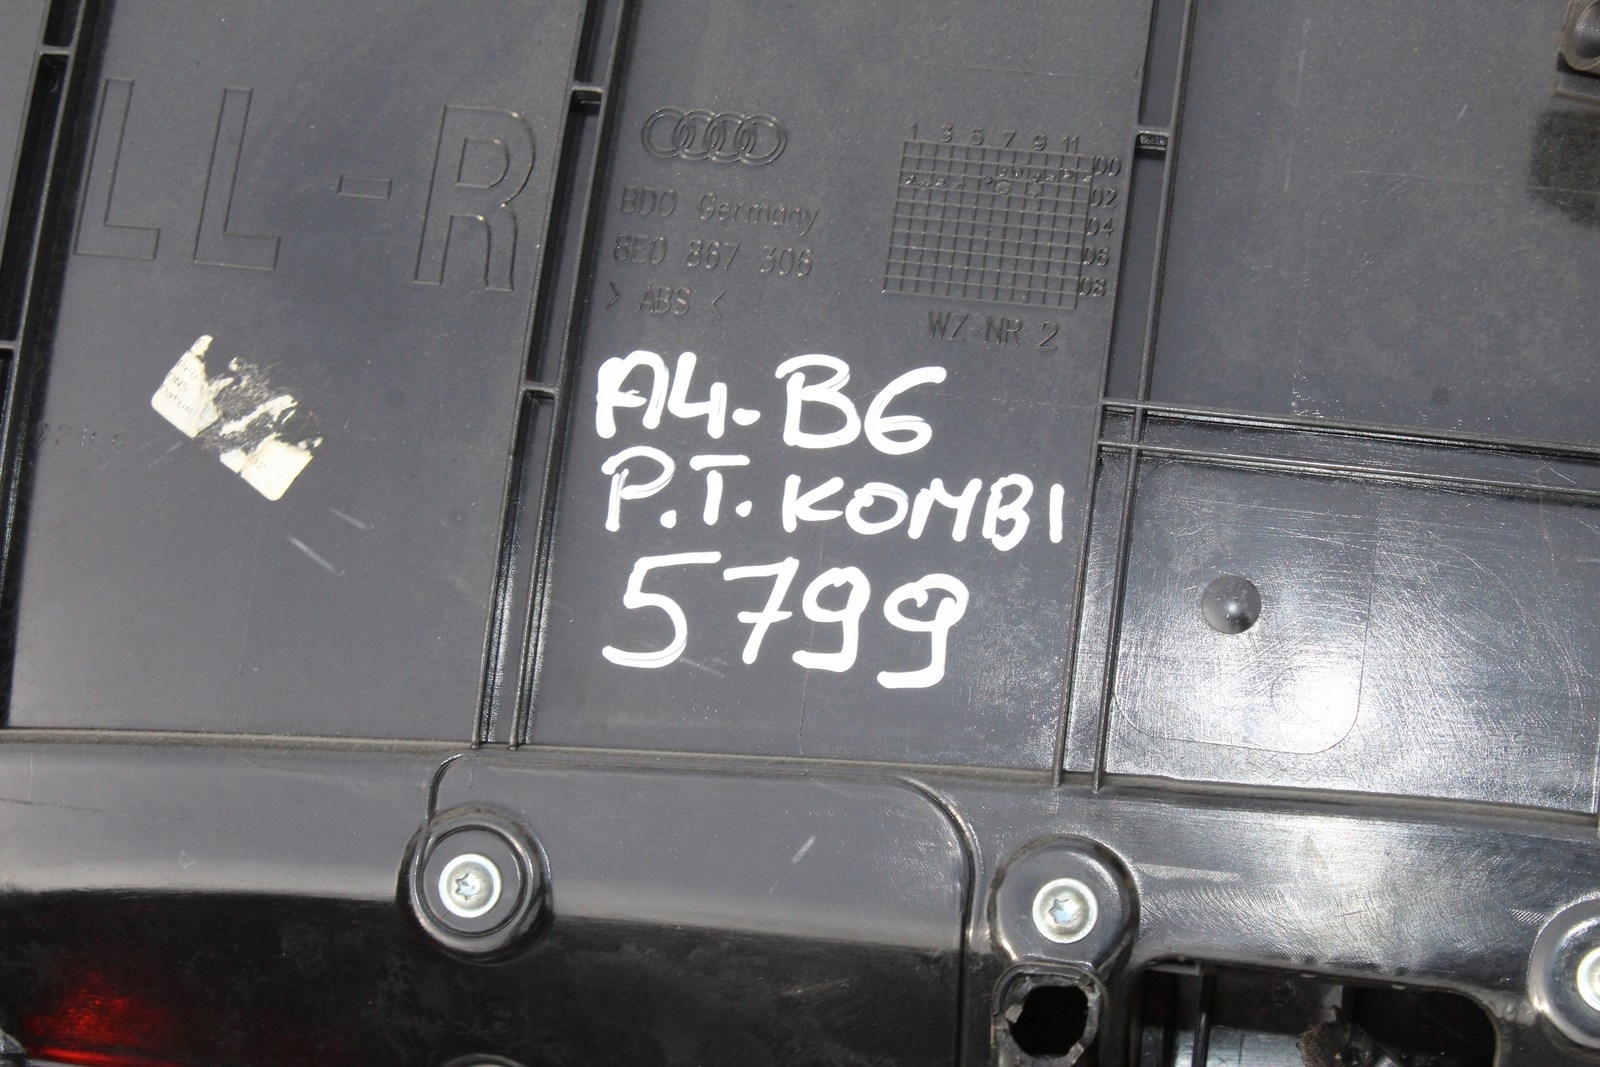 LL-R
BDO Germany
8E0 867 306
> ABS <
1 3 5 7 9 11
00
02
04
06
08
WZ-NR 2
A4.B6
P.T. KOMBI
5799